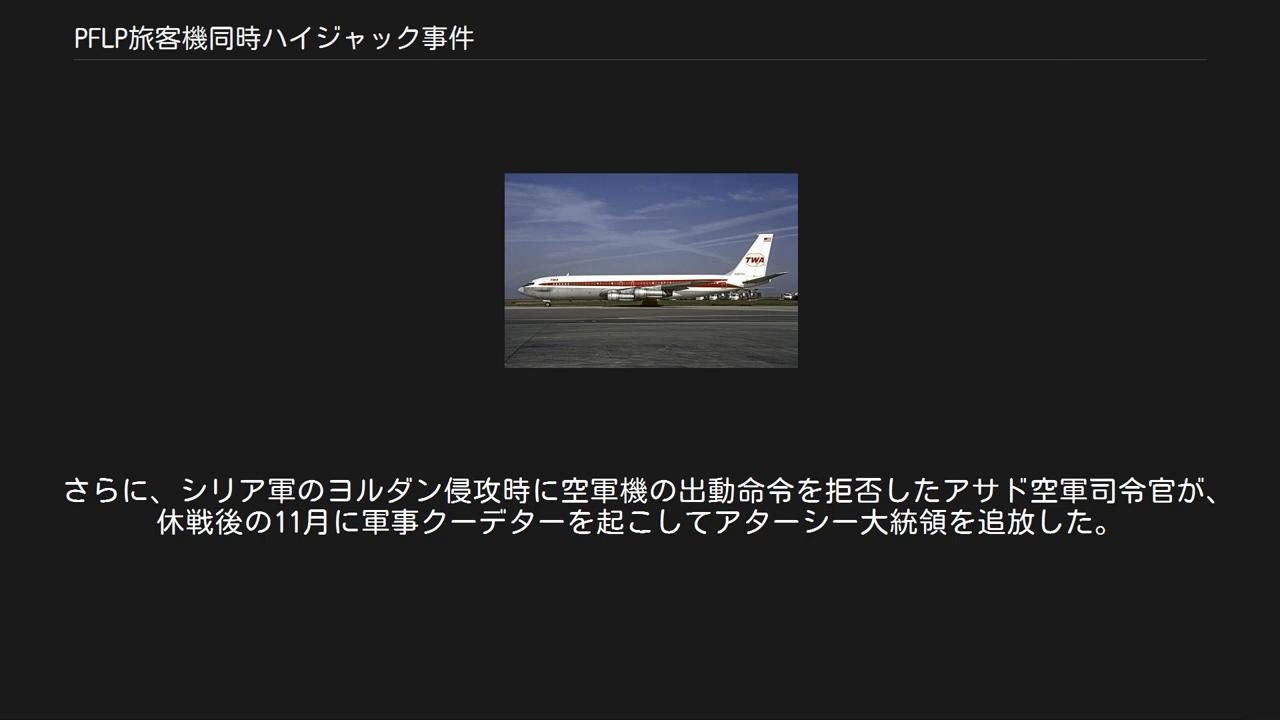 PFLP旅客機同時ハイジャック事件
TWA
さらに、シリア軍のヨルダン侵攻時に空軍機の出動命令を拒否したアサド空軍司令官が、
休戦後の11月に軍事クーデターを起こしてアターシー大統領を追放した。